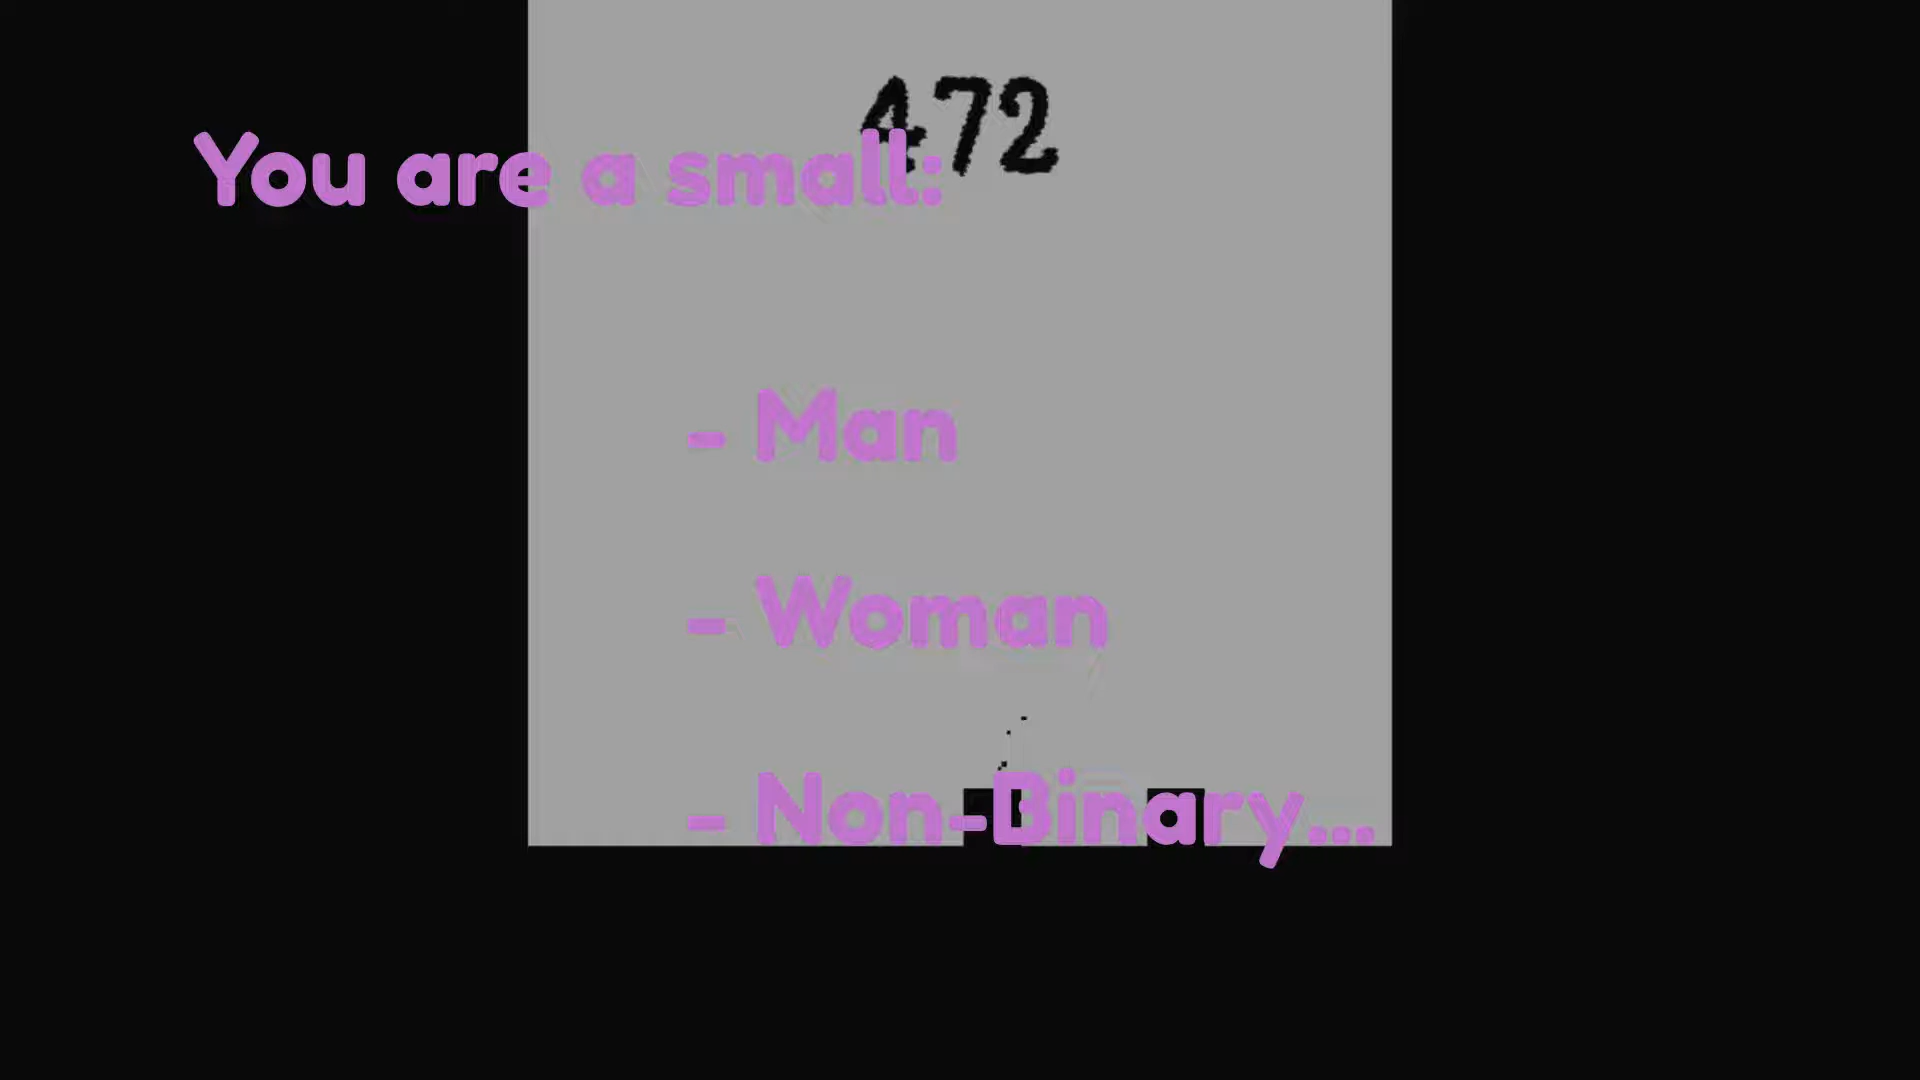 472
You are a small:
- Man
- Woman
- Non-Binary...